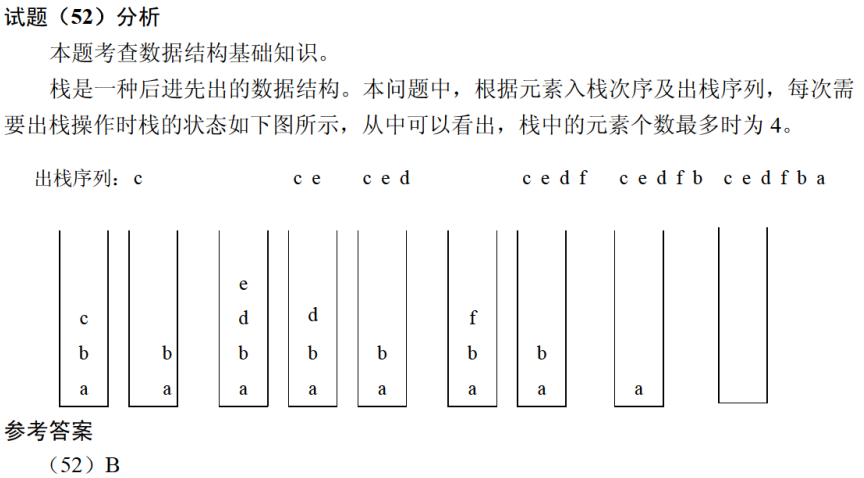 试题（52）分析
本题考查数据结构基础知识。
栈是一种后进先出的数据结构。本问题中，根据元素入栈次序及出栈序列，每次需
要出栈操作时栈的状态如下图所示，从中可以看出，栈中的元素个数最多时为 4。
出栈序列：c c e c e d c e d f c e d f b c e d f b a
e
c d d f
b b b b b b b
a a a a a a a a
参考答案
（52）B